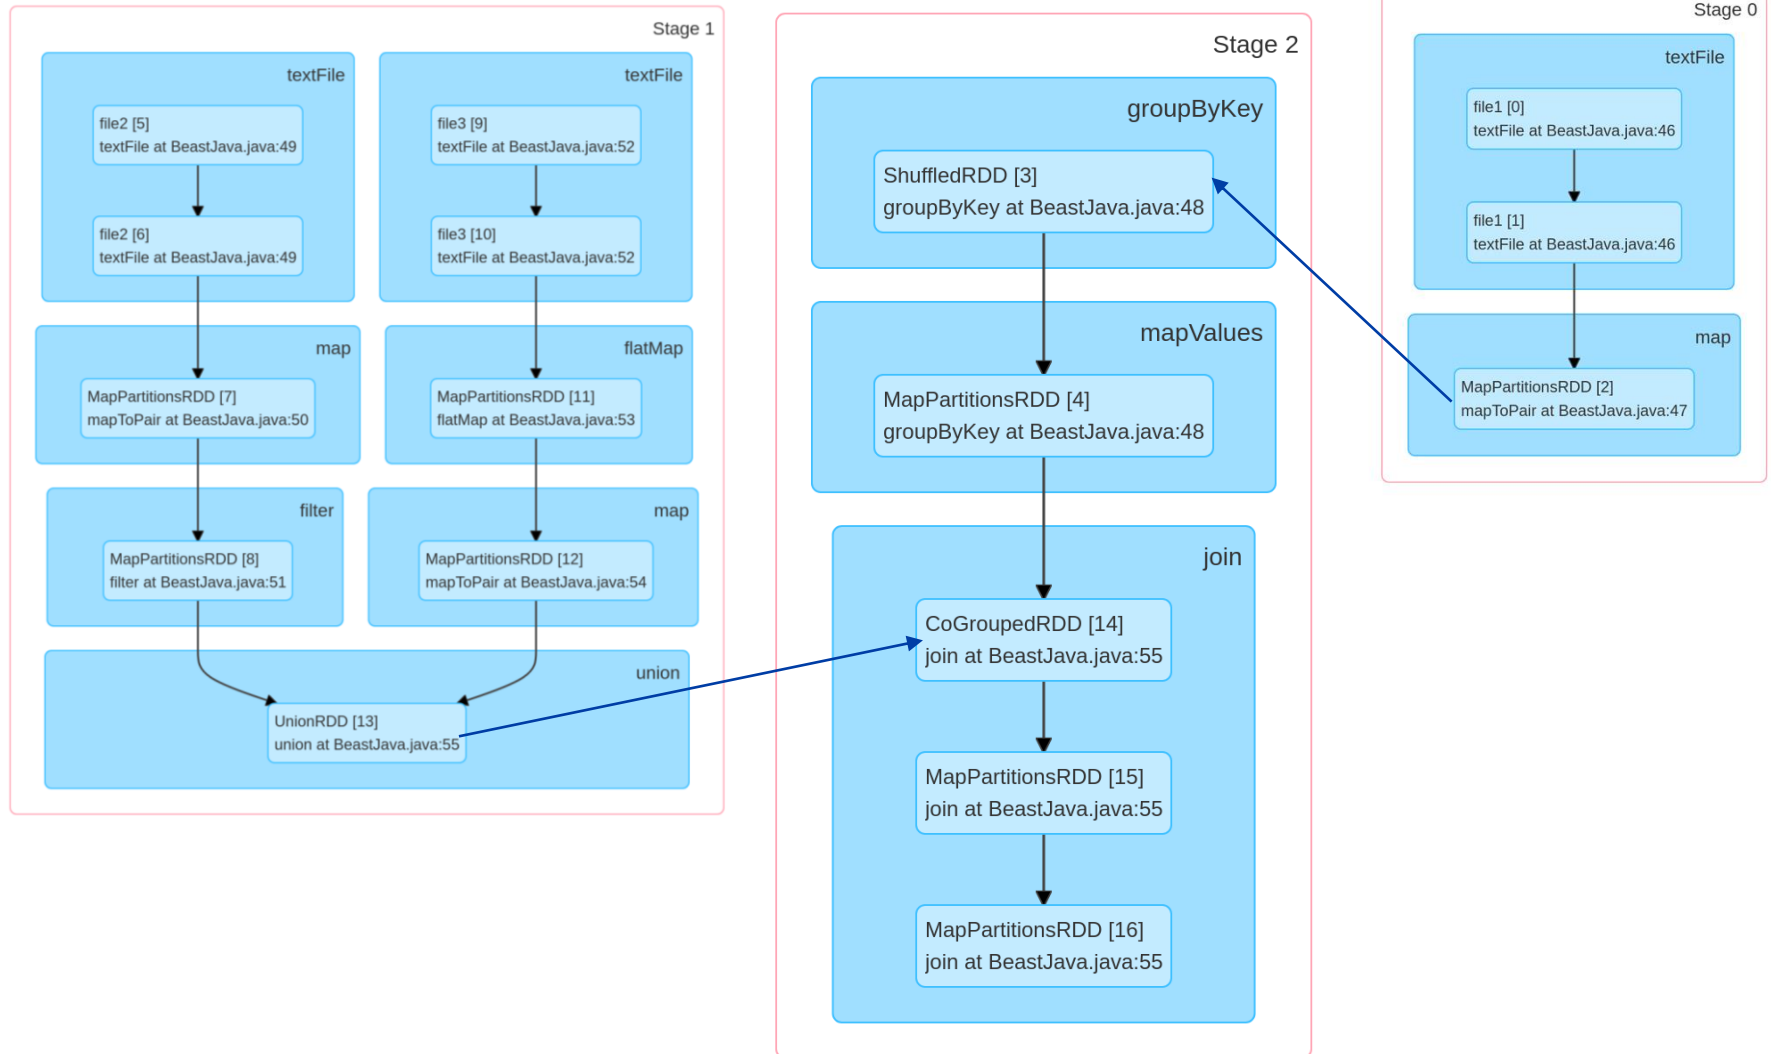 Stage 1
textFile
file2 [5]
textFile at BeastJava.java:49
file2 [6]
textFile at BeastJava.java:49
map
MapPartitionsRDD [7]
mapToPair at BeastJava.java:50
filter
MapPartitionsRDD [8]
filter at BeastJava.java:51
textFile
file3 [9]
textFile at BeastJava.java:52
file3 [10]
textFile at BeastJava.java:52
flatMap
MapPartitionsRDD [11]
flatMap at BeastJava.java:53
map
MapPartitionsRDD [12]
mapToPair at BeastJava.java:54
union
UnionRDD [13]
union at BeastJava.java:55
Stage 2
groupByKey
ShuffledRDD [3]
groupByKey at BeastJava.java:48
mapValues
MapPartitionsRDD [4]
groupByKey at BeastJava.java:48
join
CoGroupedRDD [14]
join at BeastJava.java:55
MapPartitionsRDD [15]
join at BeastJava.java:55
MapPartitionsRDD [16]
join at BeastJava.java:55
Stage 0
textFile
file1 [0]
textFile at BeastJava.java:46
file1 [1]
textFile at BeastJava.java:46
map
MapPartitionsRDD [2]
mapToPair at BeastJava.java:47